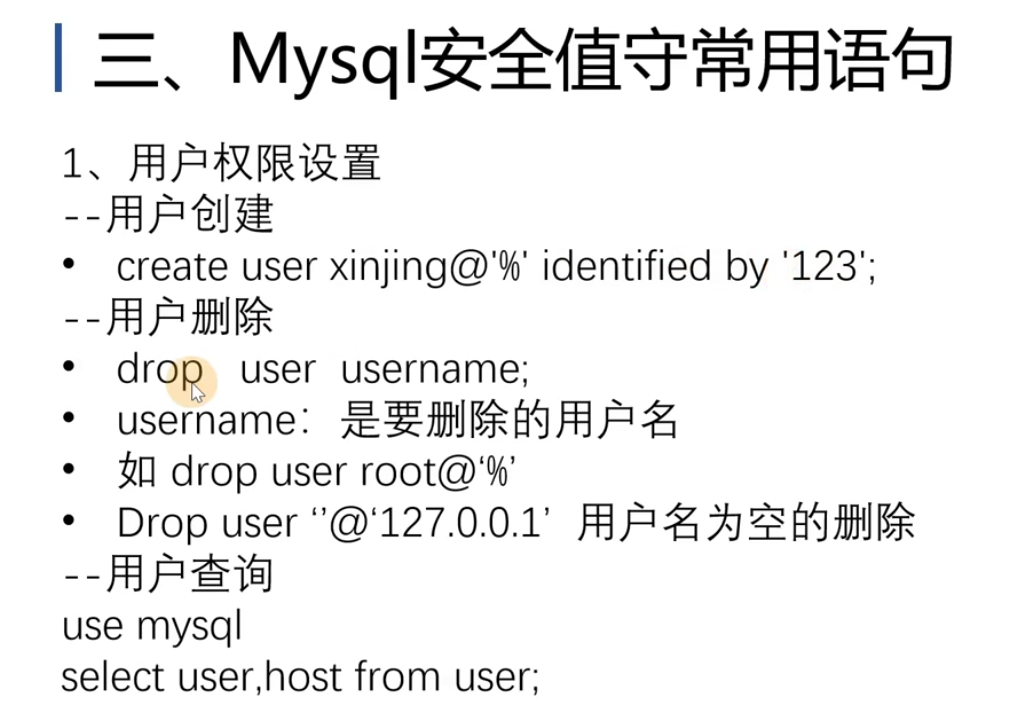 三、Mysql安全值守常用语句
1、用户权限设置
--用户创建
• create user xinjing@'%' identified by '123';
--用户删除
• drop user username;
• username：是要删除的用户名
• 如 drop user root@‘%’
• Drop user ‘’@‘127.0.0.1’ 用户名为空的删除
--用户查询
use mysql
select user,host from user;